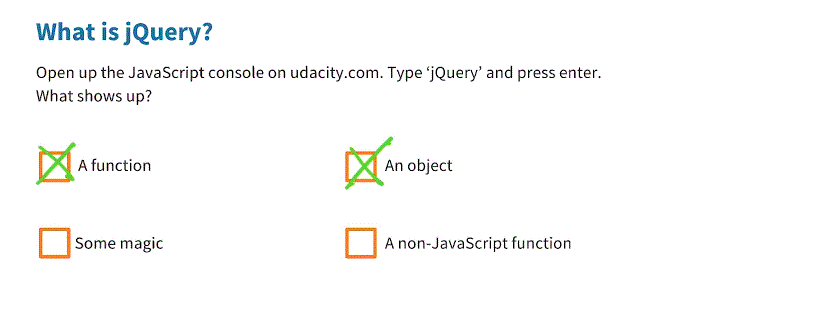 What is jQuery?
Open up the JavaScript console on udacity.com. Type ‘jQuery’ and press enter.
What shows up?
A function
An object
Some magic
A non-JavaScript function